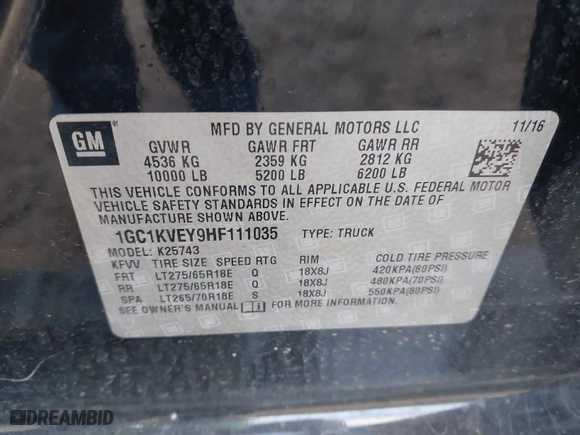 GM ®
MFD BY GENERAL MOTORS LLC 11/16
GVWR GAWR FRT GAWR RR
4536 KG 2359 KG 2812 KG
10000 LB 5200 LB 6200 LB
THIS VEHICLE CONFORMS TO ALL APPLICABLE U.S. FEDERAL MOTOR
VEHICLE SAFETY STANDARDS IN EFFECT ON THE DATE OF
MANUFACTURE SHOWN ABOVE.
1GC1KVEY9HF111035 TYPE: TRUCK
MODEL: K25743
KFVV TIRE SIZE SPEED RTG RIM COLD TIRE PRESSURE
FRT LT275/65R18E Q 18X8J 420KPA(60PSI)
RR LT275/65R18E Q 18X8J 480KPA(70PSI)
SPA LT265/70R18E S 18X8J 550KPA(80PSI)
SEE OWNER'S MANUAL FOR MORE INFORMATION.
DREAMBID